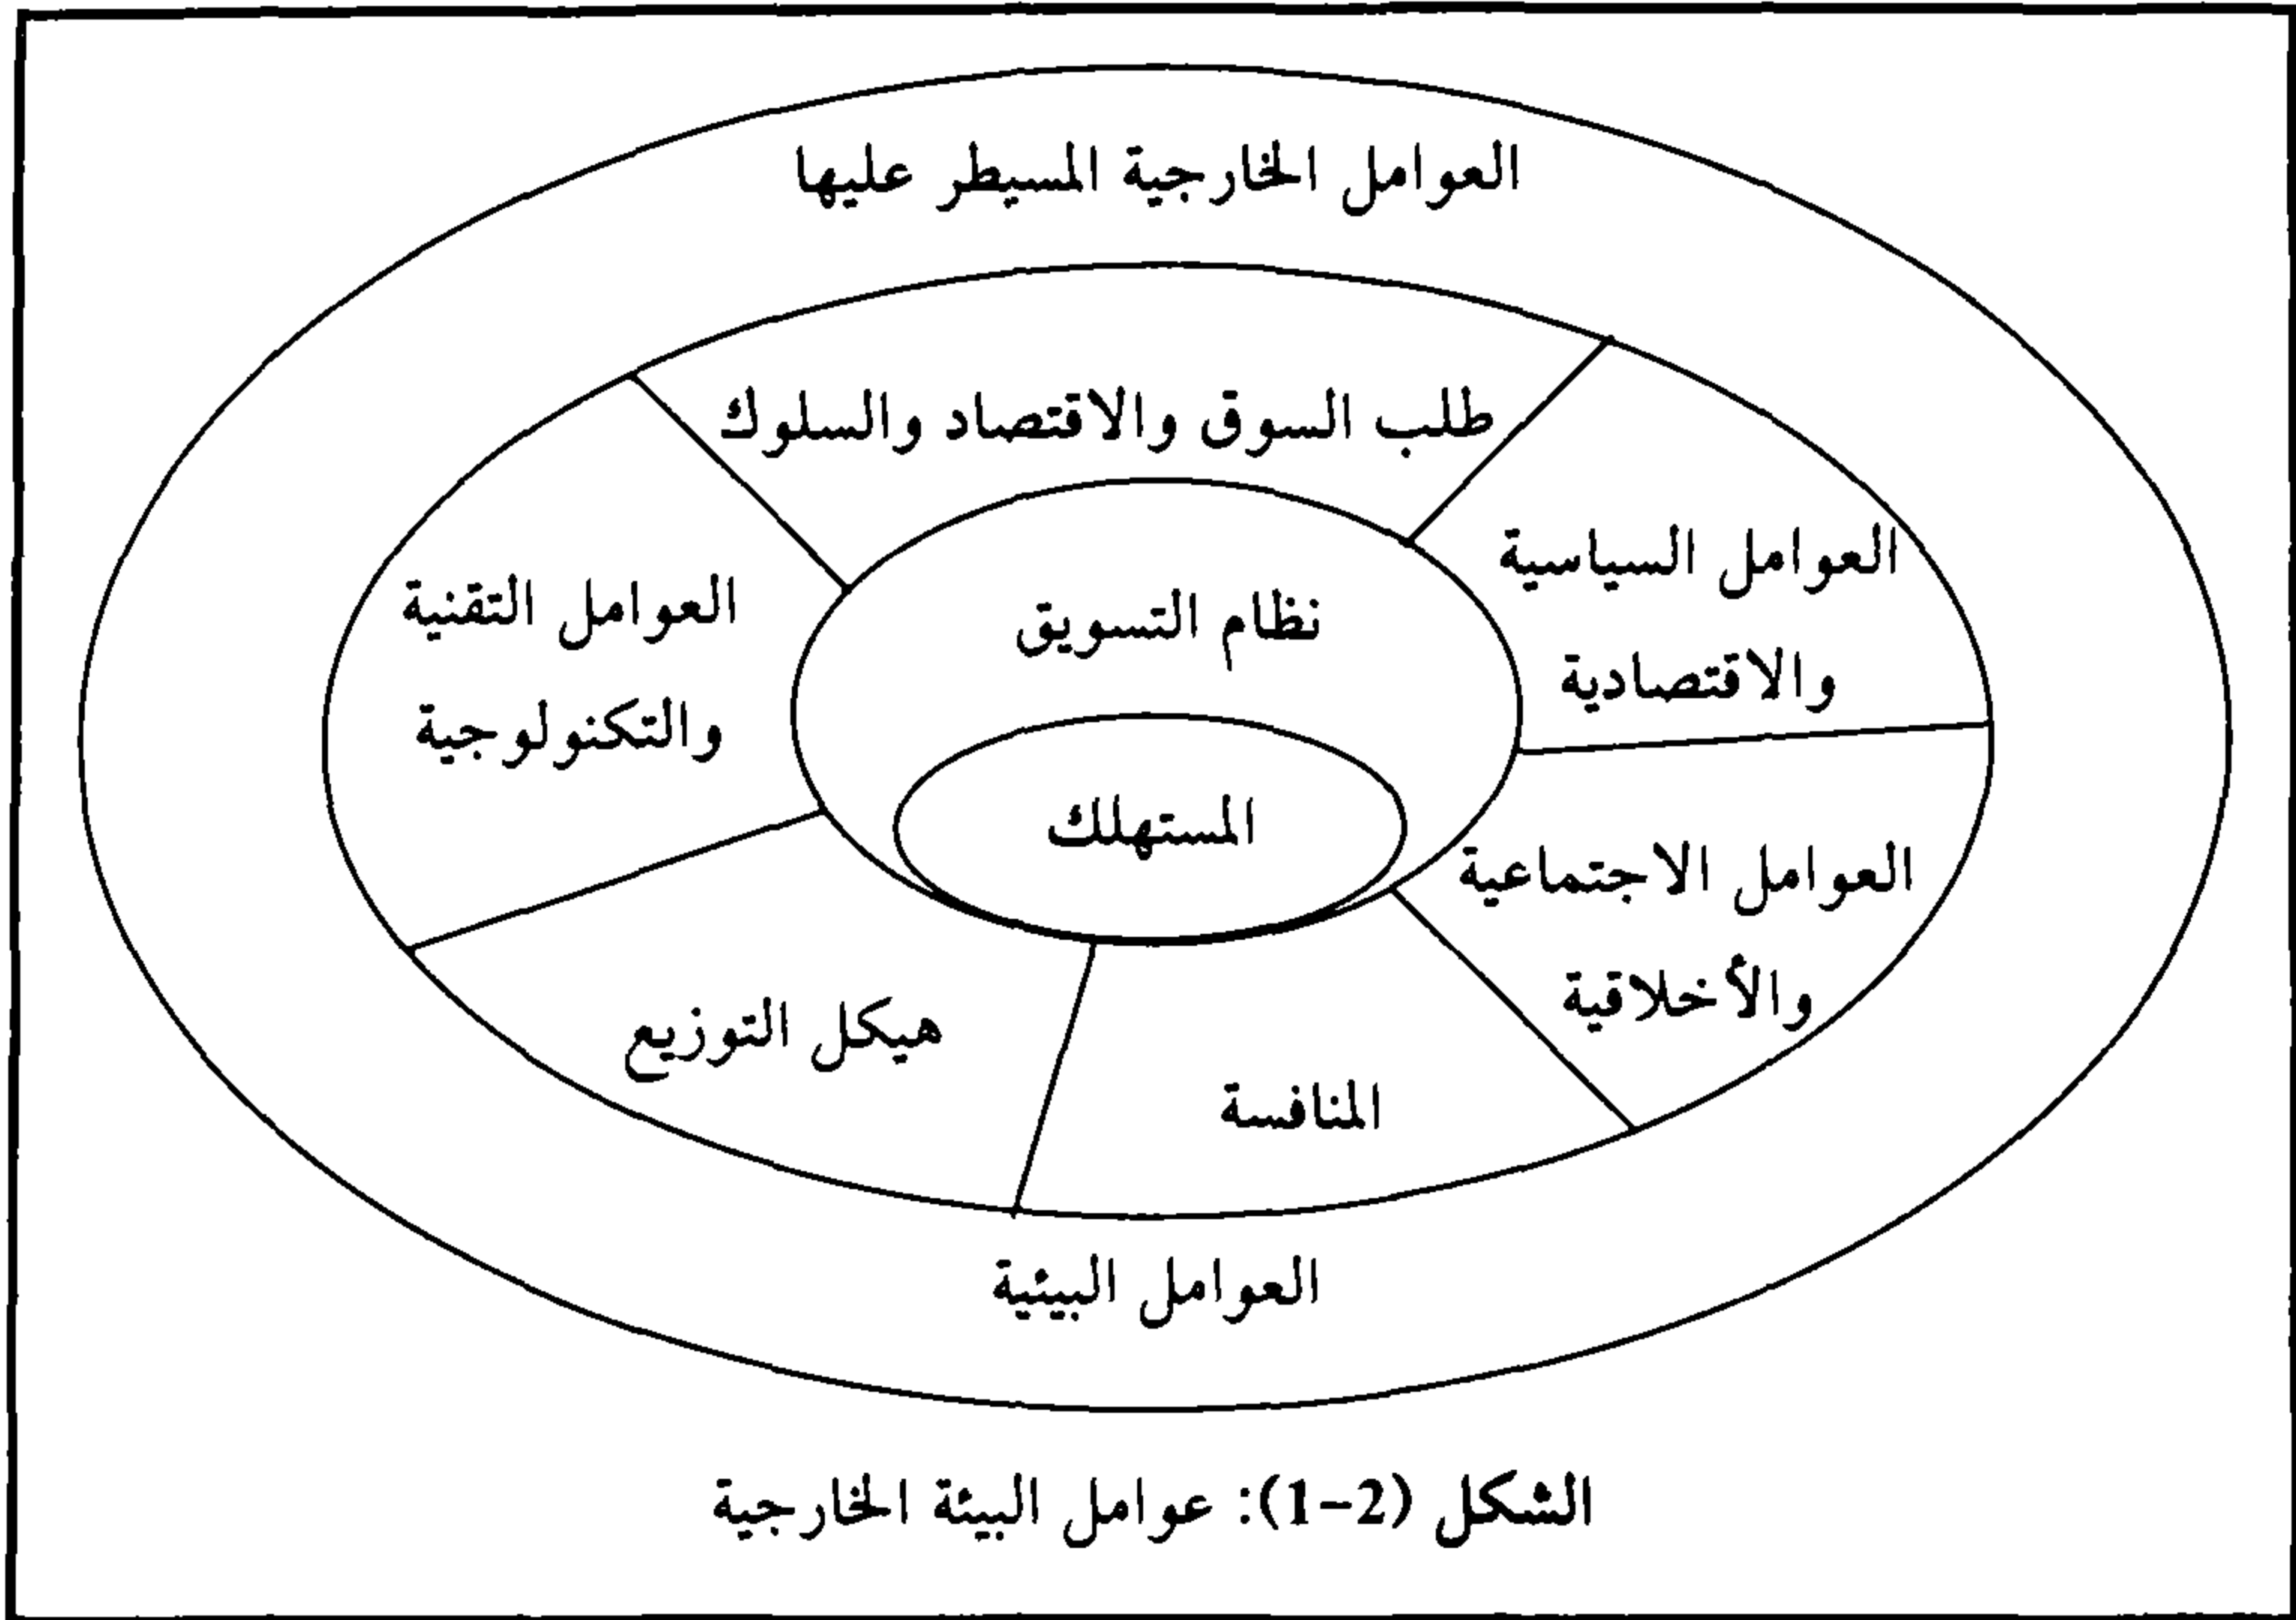 العوامل الخارجية المسيطر عليها
طلب السوق والاقتصاد والسلوك
العوامل السياسية
والاقتصادية
العوامل التقنية
والتكنولوجية
نظام التسويق
المستهلك
العوامل الاجتماعية
والأخلاقية
هيكل التوزيع
المنافسة
العوامل البيئية
الشكل (2-1): عوامل البيئة الخارجية